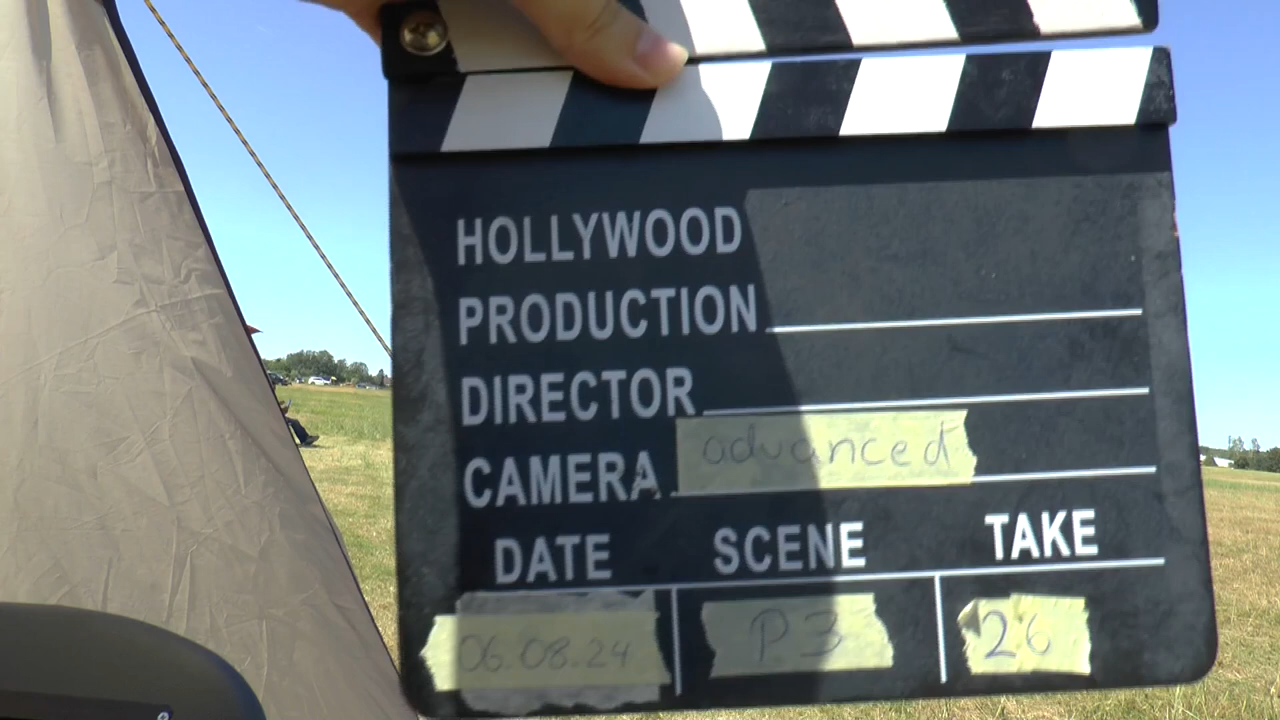 HOLLYWOOD
PRODUCTION
DIRECTOR
CAMERA advanced
DATE SCENE TAKE
06.08.24 P3 26